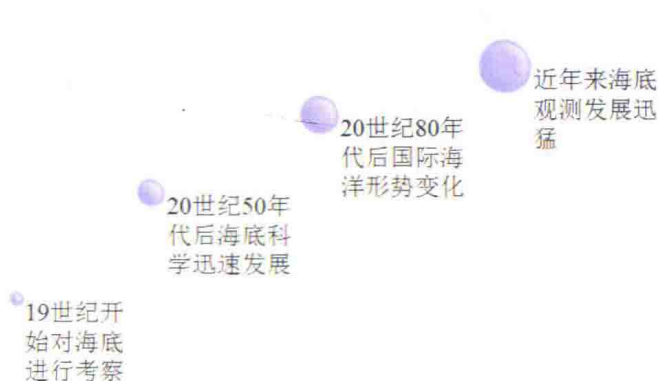 近年来海底
观测发展迅
猛
20世纪80年
代后国际海
洋形势变化
20世纪50年
代后海底科
学迅速发展
19世纪开
始对海底
进行考察